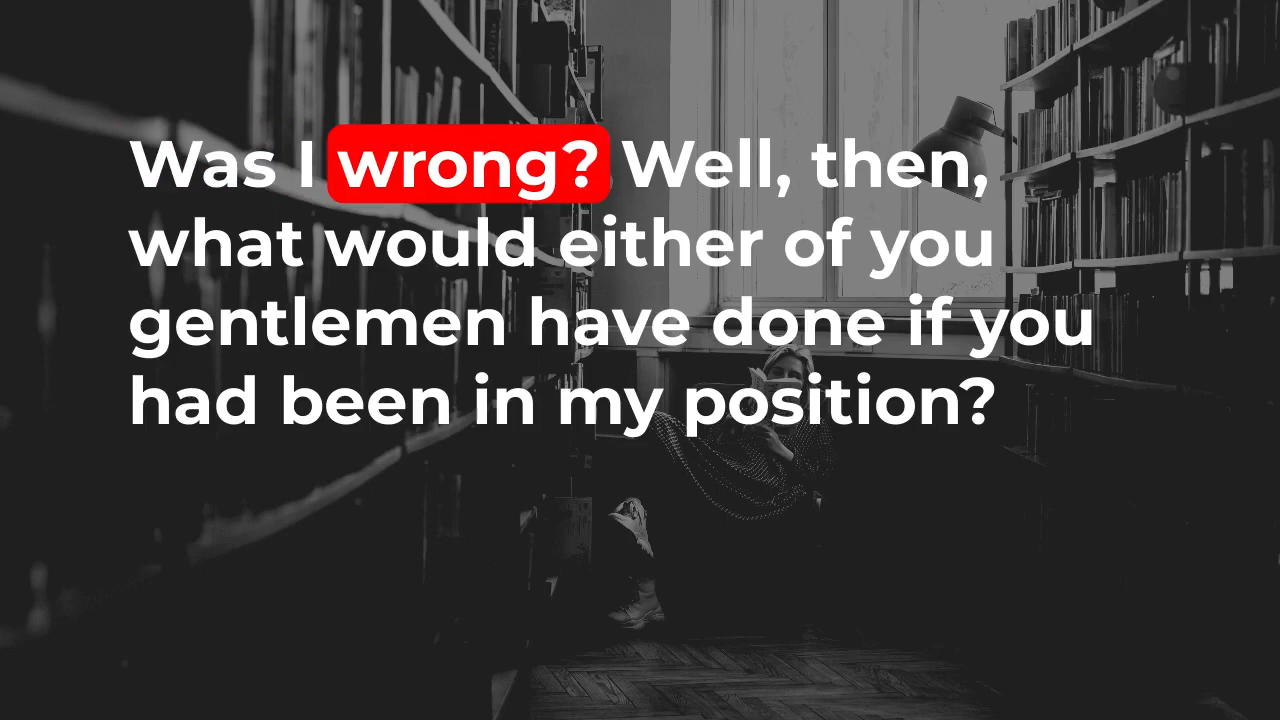 Was I wrong? Well, then,
what would either of you
gentlemen have done if you
had been in my position?